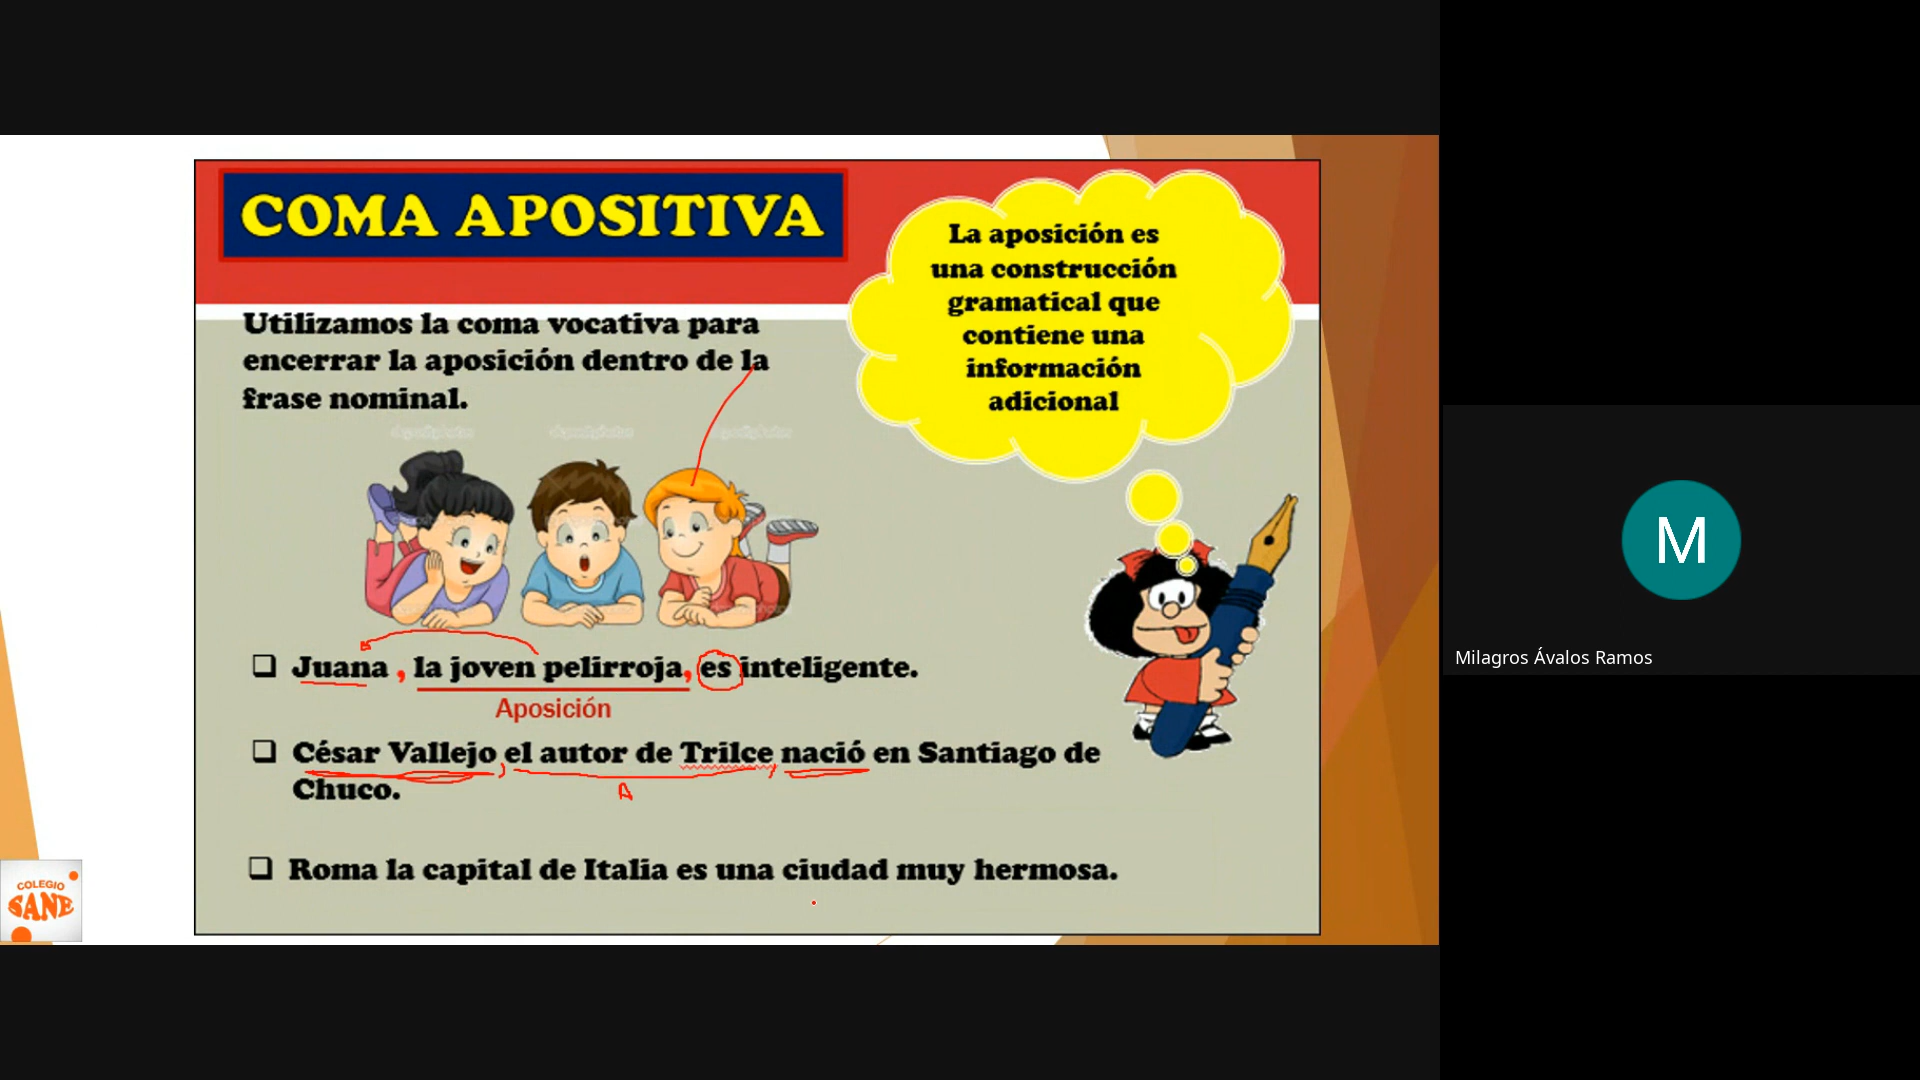 COMA APOSITIVA
La aposición es
una construcción
gramatical que
contiene una
información
adicional
Utilizamos la coma vocativa para
encerrar la aposición dentro de la
frase nominal.
Juana , la joven pelirroja, es inteligente.
Aposición
César Vallejo, el autor de Trilce, nació en Santiago de
A
Chuco.
Roma la capital de Italia es una ciudad muy hermosa.
COLEGIO
SANE
M
Milagros Ávalos Ramos